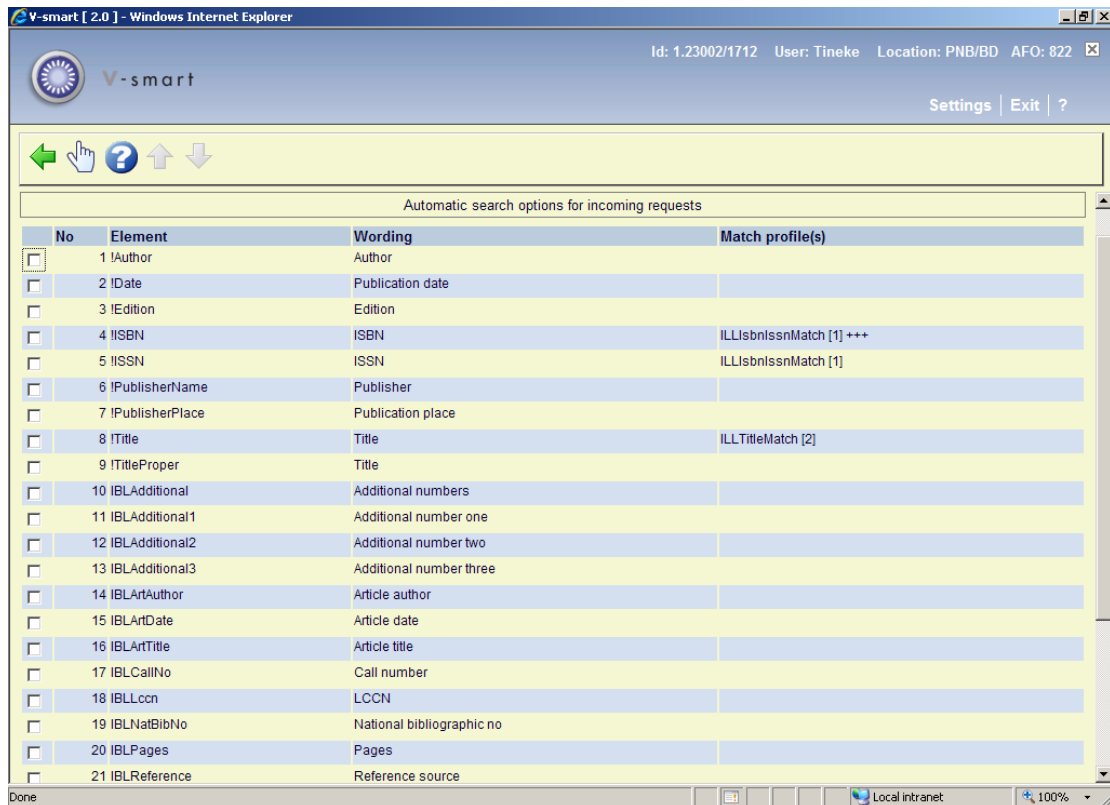 V-smart [ 2.0 ] - Windows Internet Explorer
Id: 1.23002/1712 User: Tineke Location: PNB/BD AFO: 822
V-smart
Settings | Exit | ?
Automatic search options for incoming requests
No Element Wording Match profile(s)
1 !Author Author
2 !Date Publication date
3 !Edition Edition
4 !ISBN ISBN ILLIsbnIssnMatch [1] +++
5 !ISSN ISSN ILLIsbnIssnMatch [1]
6 !PublisherName Publisher
7 !PublisherPlace Publication place
8 !Title Title ILLTitleMatch [2]
9 !TitleProper Title
10 IBLAdditional Additional numbers
11 IBLAdditional1 Additional number one
12 IBLAdditional2 Additional number two
13 IBLAdditional3 Additional number three
14 IBLArtAuthor Article author
15 IBLArtDate Article date
16 IBLArtTitle Article title
17 IBLCallNo Call number
18 IBLLccn LCCN
19 IBLNatBibNo National bibliographic no
20 IBLPages Pages
21 IBLReference Reference source
Done Local intranet 100%